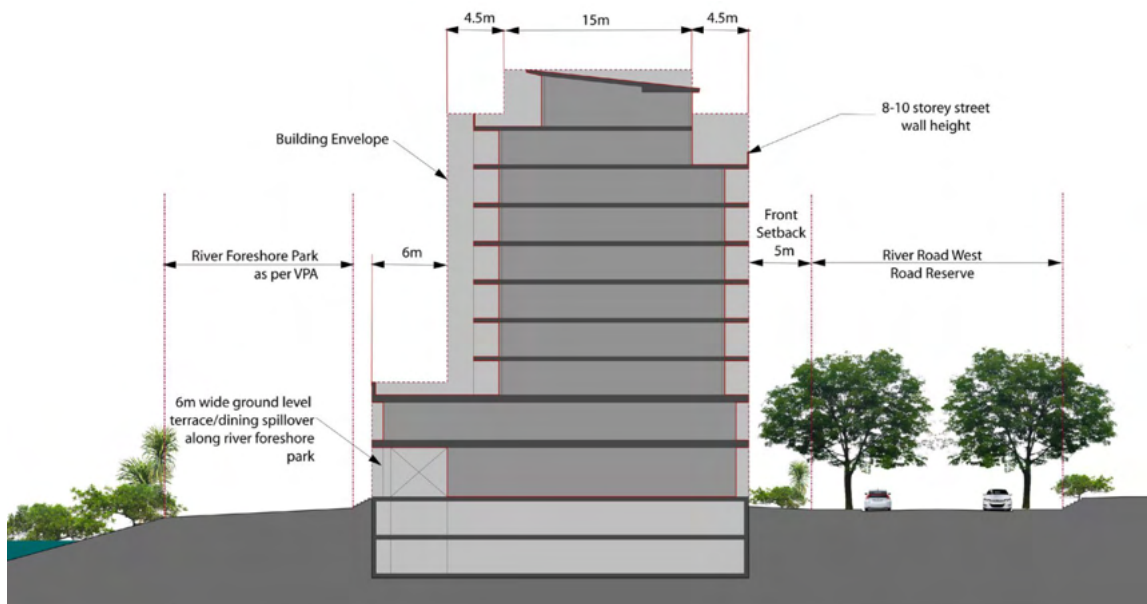 4.5m
15m
4.5m
8-10 storey street
wall height
Building Envelope
Front
Setback
5m
River Foreshore Park
as per VPA
6m
River Road West
Road Reserve
6m wide ground level
terrace/dining spillover
along river foreshore
park